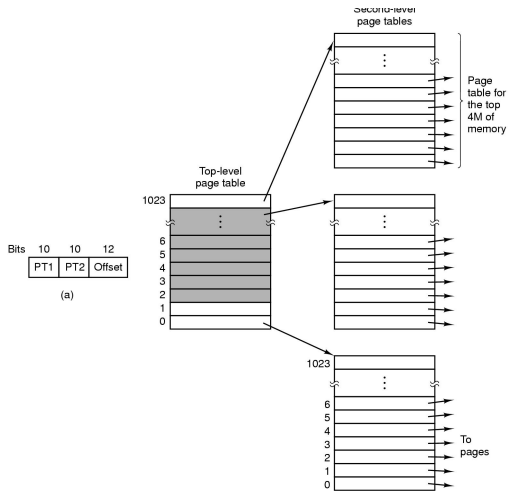 Second-level
page tables
Page
table for
the top
4M of
memory
Top-level
page table
1023
6
5
4
3
2
1
0
Bits 10 10 12
PT1 PT2 Offset
(a)
1023
6
5
4
3
2
1
0
To
pages